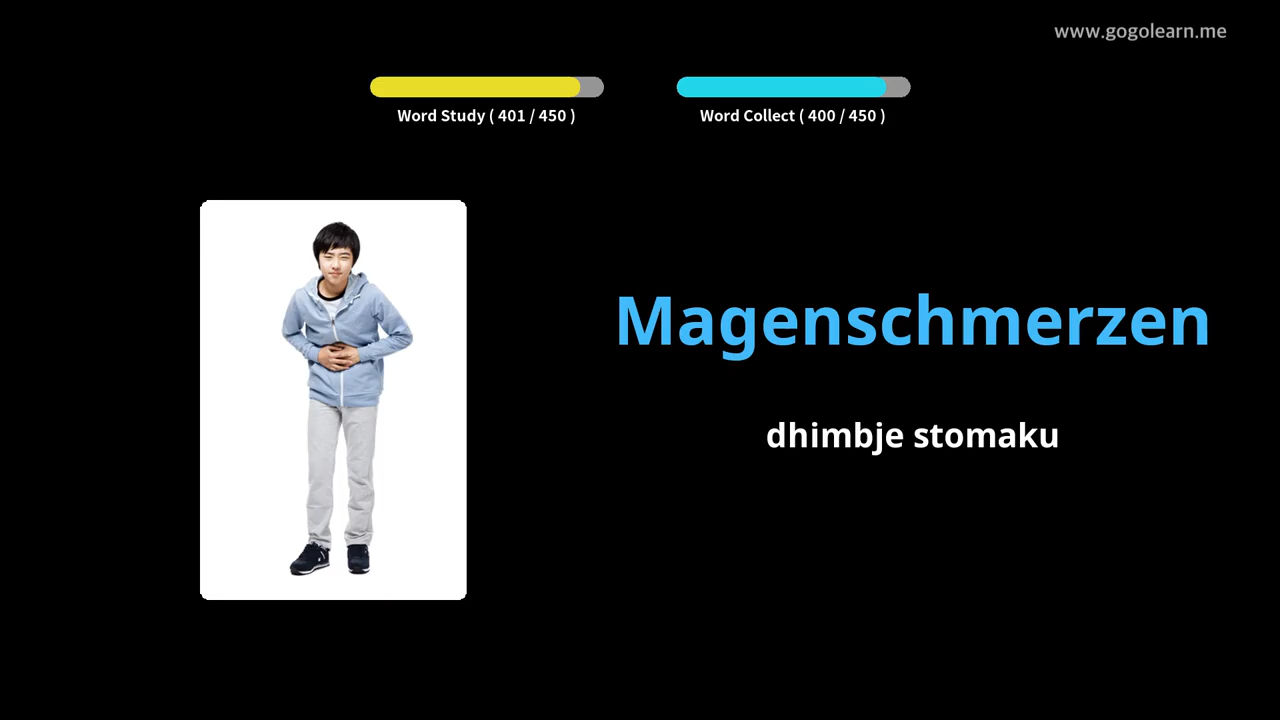 www.gogolearn.me
Word Study ( 401 / 450 )
Word Collect ( 400 / 450 )
Magenschmerzen
dhimbje stomaku